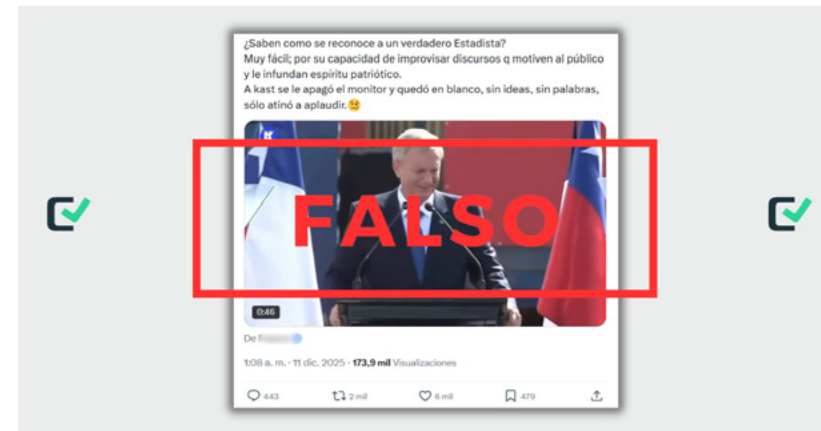 ¿Saben como se reconoce a un verdadero Estadista?
Muy fácil; por su capacidad de improvisar discursos q motiven al público
y le infundan espíritu patriótico.
A kast se le apagó el monitor y quedó en blanco, sin ideas, sin palabras,
sólo atinó a aplaudir.
FALSO
0:46
De
1:08 a. m. · 11 dic. 2025 · 173,9 mil Visualizaciones
443 2 mil 6 mil 479